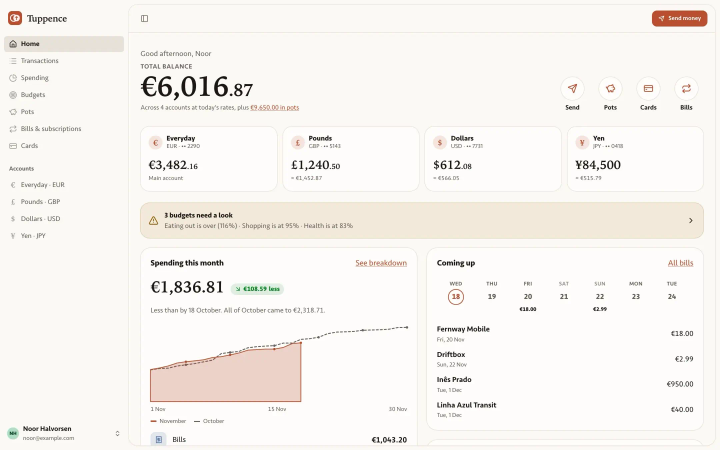 Tuppence
Send money
Home
Transactions
Spending
Budgets
Pots
Bills & subscriptions
Cards
Accounts
€ Everyday · EUR
£ Pounds · GBP
$ Dollars · USD
¥ Yen · JPY
NH Noor Halvorsen
noor@example.com
Good afternoon, Noor
TOTAL BALANCE
€6,016.87
Across 4 accounts at today's rates, plus €9,650.00 in pots
Send
Pots
Cards
Bills
€ Everyday
EUR · •• 2290
€3,482.16
Main account
£ Pounds
GBP · •• 5143
£1,240.50
≈ €1,452.87
$ Dollars
USD · •• 7731
$612.08
≈ €566.05
¥ Yen
JPY · •• 0418
¥84,500
≈ €515.79
3 budgets need a look
Eating out is over (116%) · Shopping is at 95% · Health is at 83%
Spending this month
See breakdown
€1,836.81
€108.59 less
Less than by 18 October. All of October came to €2,318.71.
1 Nov
15 Nov
30 Nov
November
October
Bills
€1,043.20
Coming up
All bills
WED THU FRI SAT SUN MON TUE
18 19 20 21 22 23 24
€18.00 €2.99
Fernway Mobile
Fri, 20 Nov
€18.00
Driftbox
Sun, 22 Nov
€2.99
Inês Prado
Tue, 1 Dec
€950.00
Linha Azul Transit
Tue, 1 Dec
€40.00